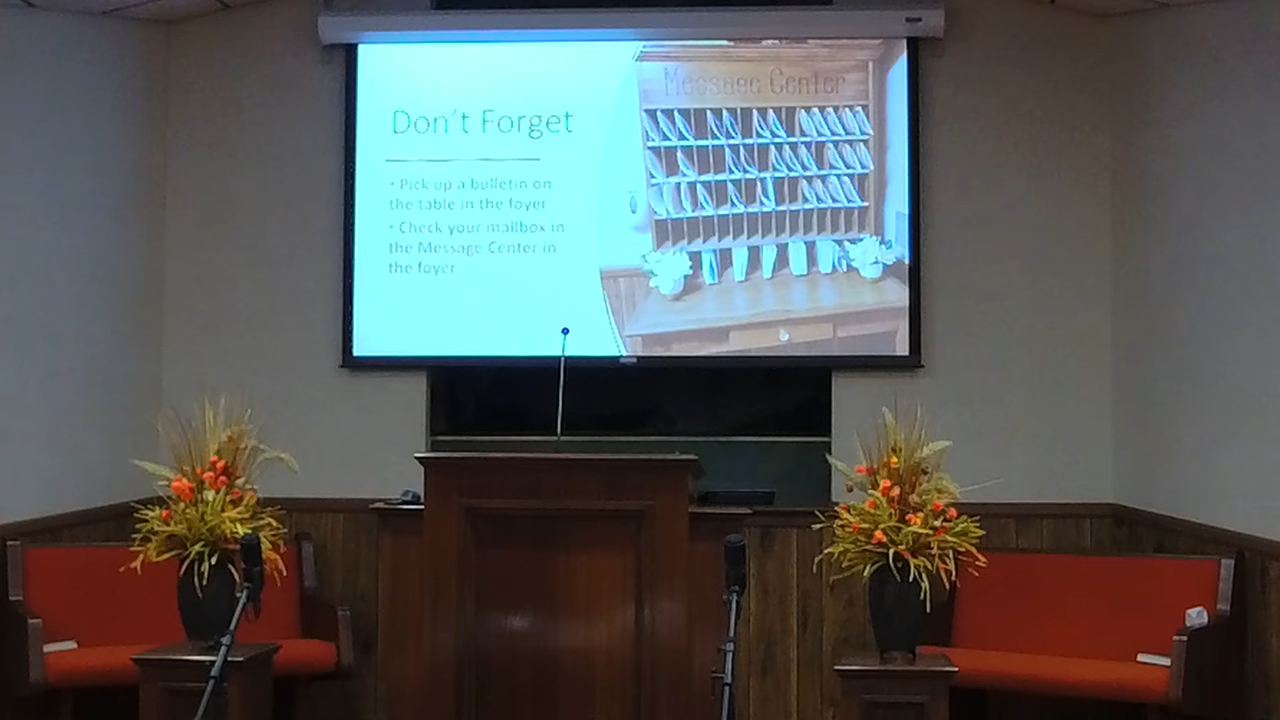 Message Center
Don't Forget
• Pick up a bulletin on
the table in the foyer
• Check your mailbox in
the Message Center in
the foyer